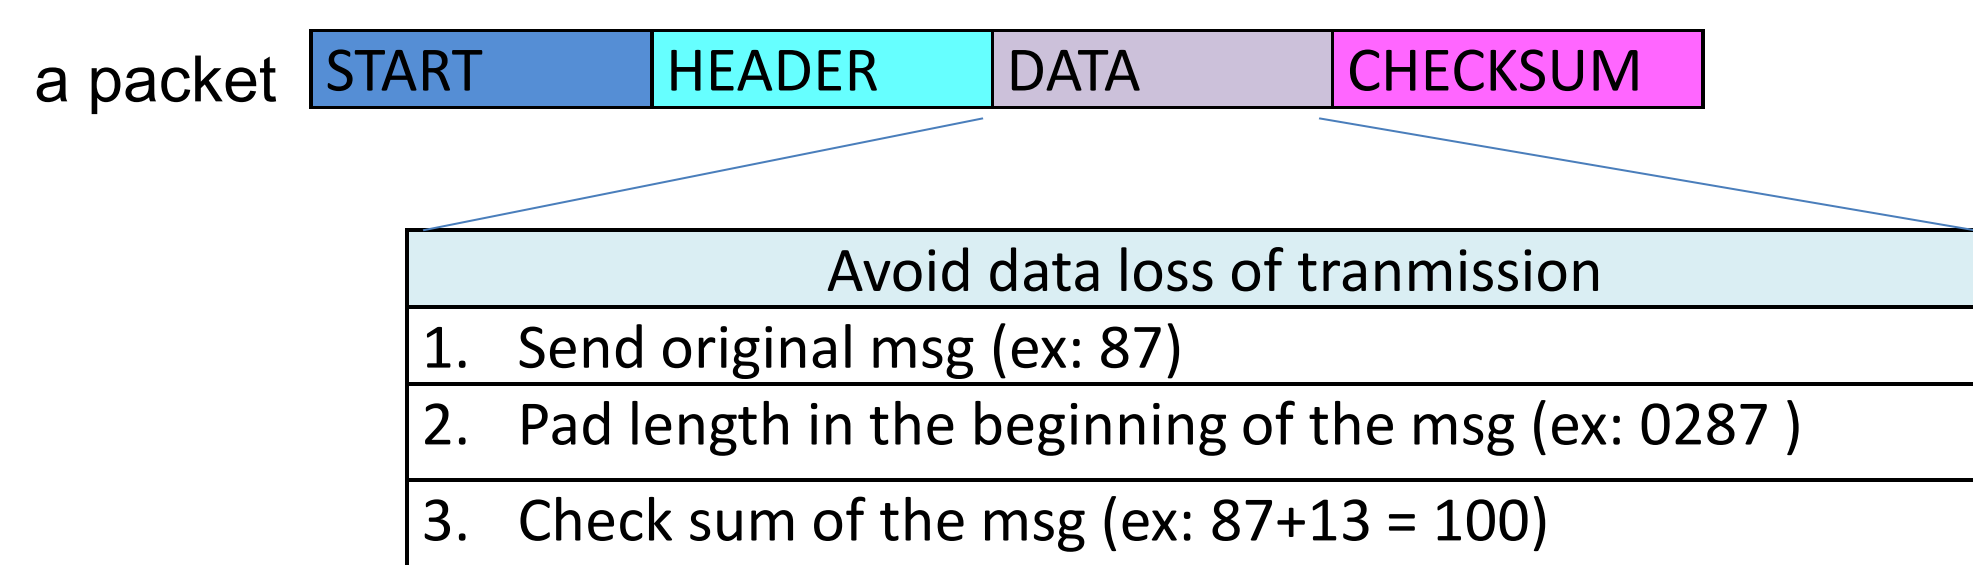 a packet START HEADER DATA CHECKSUM
Avoid data loss of tranmission
1. Send original msg (ex: 87)
2. Pad length in the beginning of the msg (ex: 0287 )
3. Check sum of the msg (ex: 87+13 = 100)